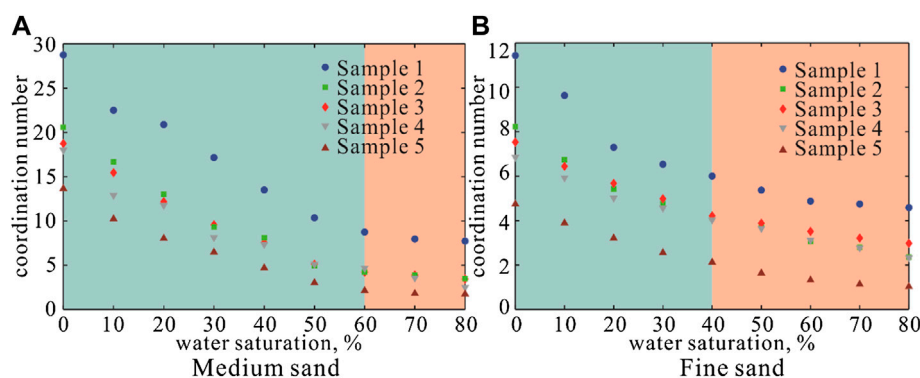 A
B
coordination number
30
25
20
15
10
5
0
Sample 1
Sample 2
Sample 3
Sample 4
Sample 5
0 10 20 30 40 50 60 70 80
water saturation, %
Medium sand
coordination number
12
10
8
6
4
2
0
Sample 1
Sample 2
Sample 3
Sample 4
Sample 5
0 10 20 30 40 50 60 70 80
water saturation, %
Fine sand